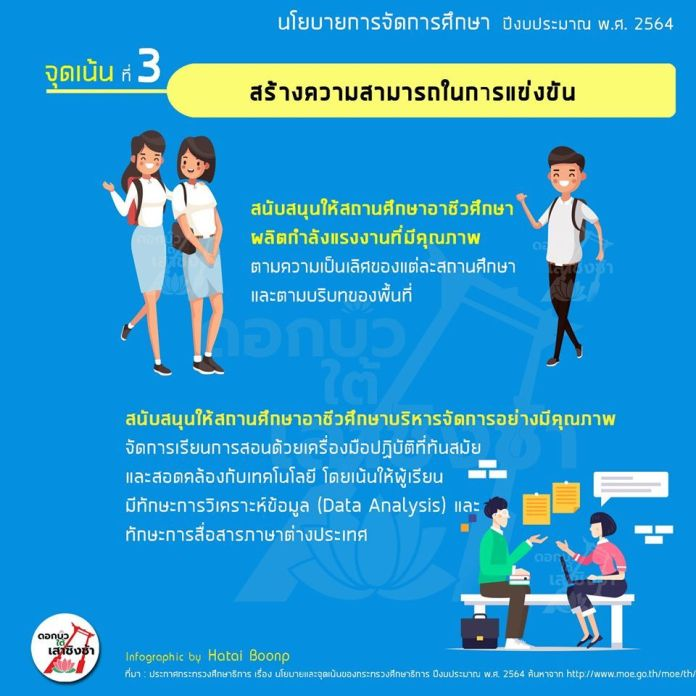 นโยบายการจัดการศึกษา ปีงบประมาณ พ.ศ. 2564
จุดเน้น ที่ 3
สร้างความสามารถในการแข่งขัน
สนับสนุนให้สถานศึกษาอาชีวศึกษา
ผลิตกำลังแรงงานที่มีคุณภาพ
ตามความเป็นเลิศของแต่ละสถานศึกษา
และตามบริบทของพื้นที่
ดอกบัว
ใต้
เสาชิงช้า
สนับสนุนให้สถานศึกษาอาชีวศึกษาบริหารจัดการอย่างมีคุณภาพ
จัดการเรียนการสอนด้วยเครื่องมือปฏิบัติที่ทันสมัย
และสอดคล้องกับเทคโนโลยี โดยเน้นให้ผู้เรียน
มีทักษะการวิเคราะห์ข้อมูล (Data Analysis) และ
ทักษะการสื่อสารภาษาต่างประเทศ
ดอกบัว
ใต้
เสาชิงช้า
Infographic by Hatai Boonp
ที่มา : ประกาศกระทรวงศึกษาธิการ เรื่อง นโยบายและจุดเน้นของกระทรวงศึกษาธิการ ปีงบประมาณ พ.ศ. 2564 ค้นหาจาก http://www.moe.go.th/moe/th/